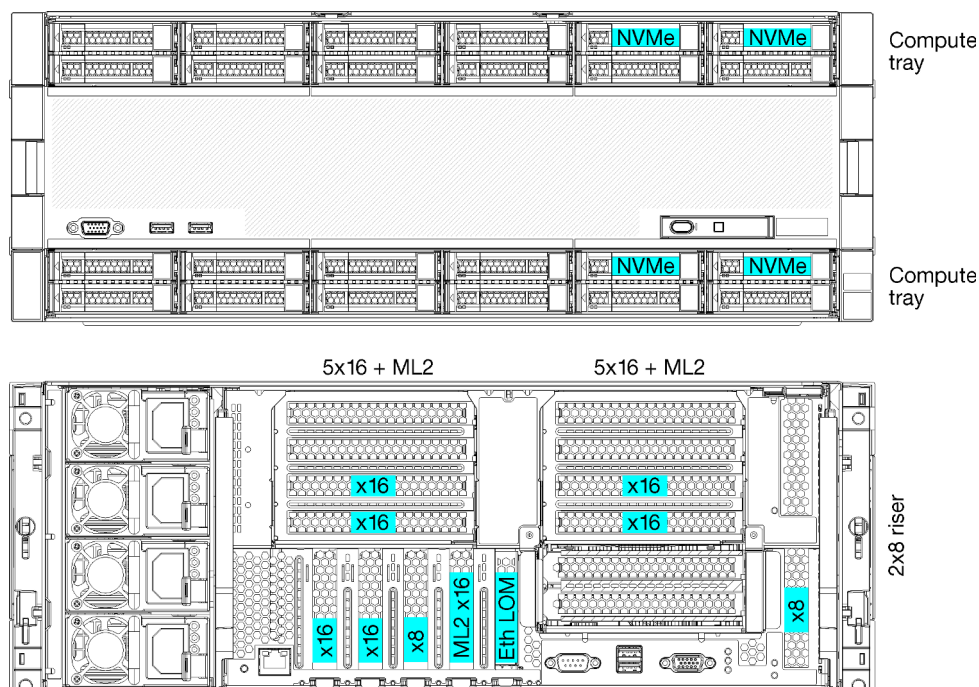 NVMe NVMe
Compute
tray
NVMe NVMe
Compute
tray
5x16 + ML2 5x16 + ML2
x16 x16
x16 x16
2x8 riser
x16 x16 x8 ML2 x16 Eth LOM x8